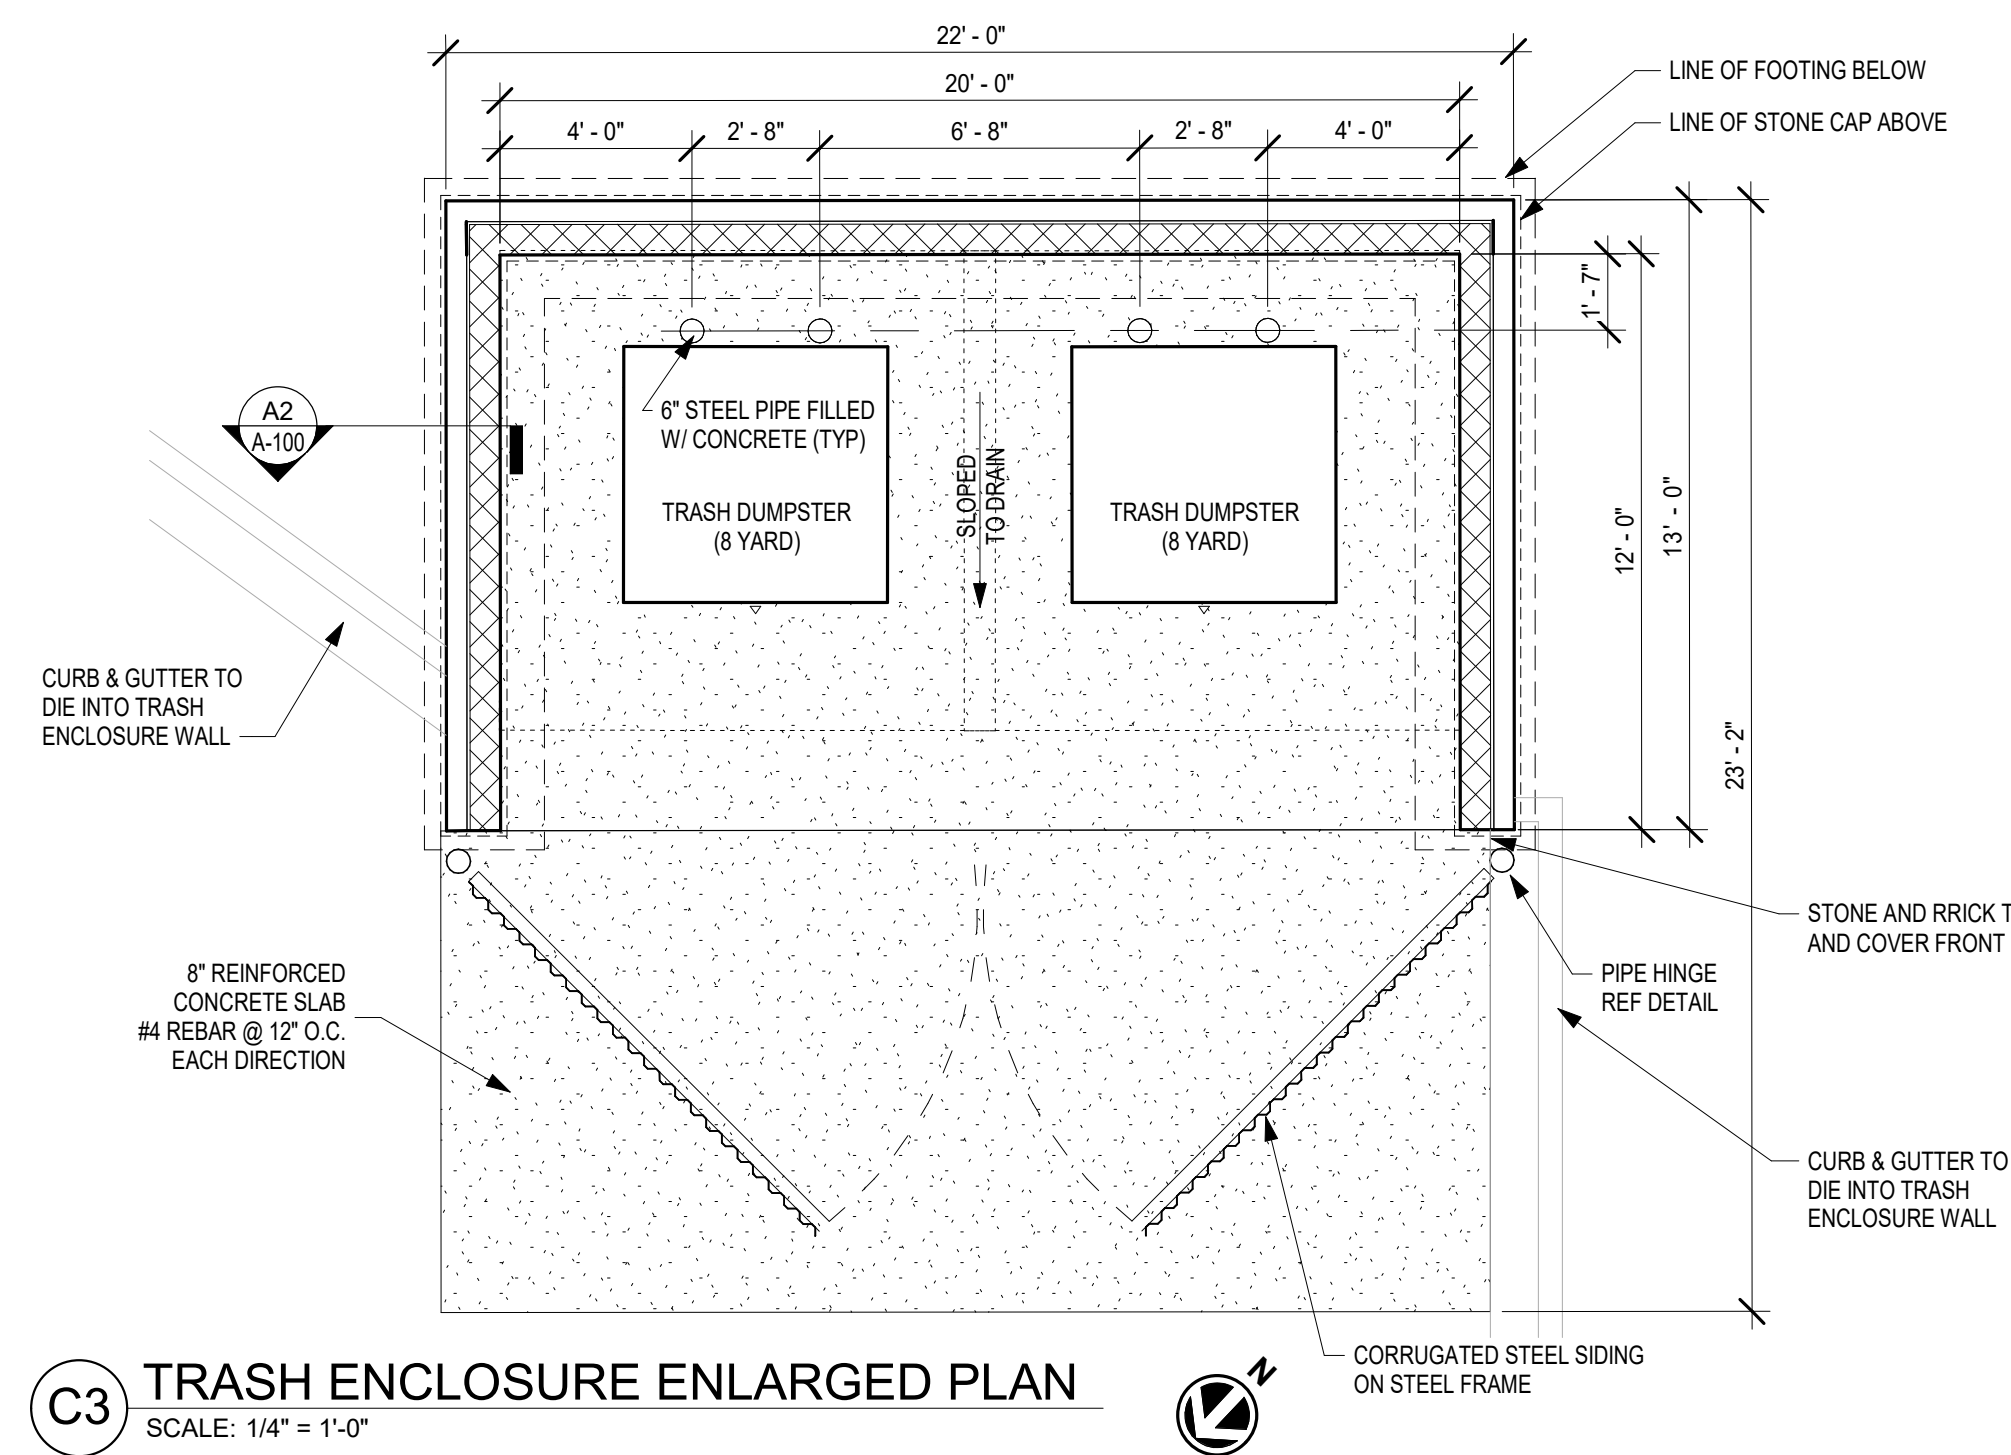 22' - 0"
20' - 0"
4' - 0"
2' - 8"
6' - 8"
2' - 8"
4' - 0"
LINE OF FOOTING BELOW
LINE OF STONE CAP ABOVE
1' - 7"
12' - 0"
13' - 0"
23' - 2"
A2
A-100
6" STEEL PIPE FILLED
W/ CONCRETE (TYP)
TRASH DUMPSTER
(8 YARD)
SLOPED
TO DRAIN
TRASH DUMPSTER
(8 YARD)
CURB & GUTTER TO
DIE INTO TRASH
ENCLOSURE WALL
STONE AND RRICK T
AND COVER FRONT
PIPE HINGE
REF DETAIL
8" REINFORCED
CONCRETE SLAB
#4 REBAR @ 12" O.C.
EACH DIRECTION
CURB & GUTTER TO
DIE INTO TRASH
ENCLOSURE WALL
CORRUGATED STEEL SIDING
ON STEEL FRAME
C3
TRASH ENCLOSURE ENLARGED PLAN
SCALE: 1/4" = 1'-0"
N